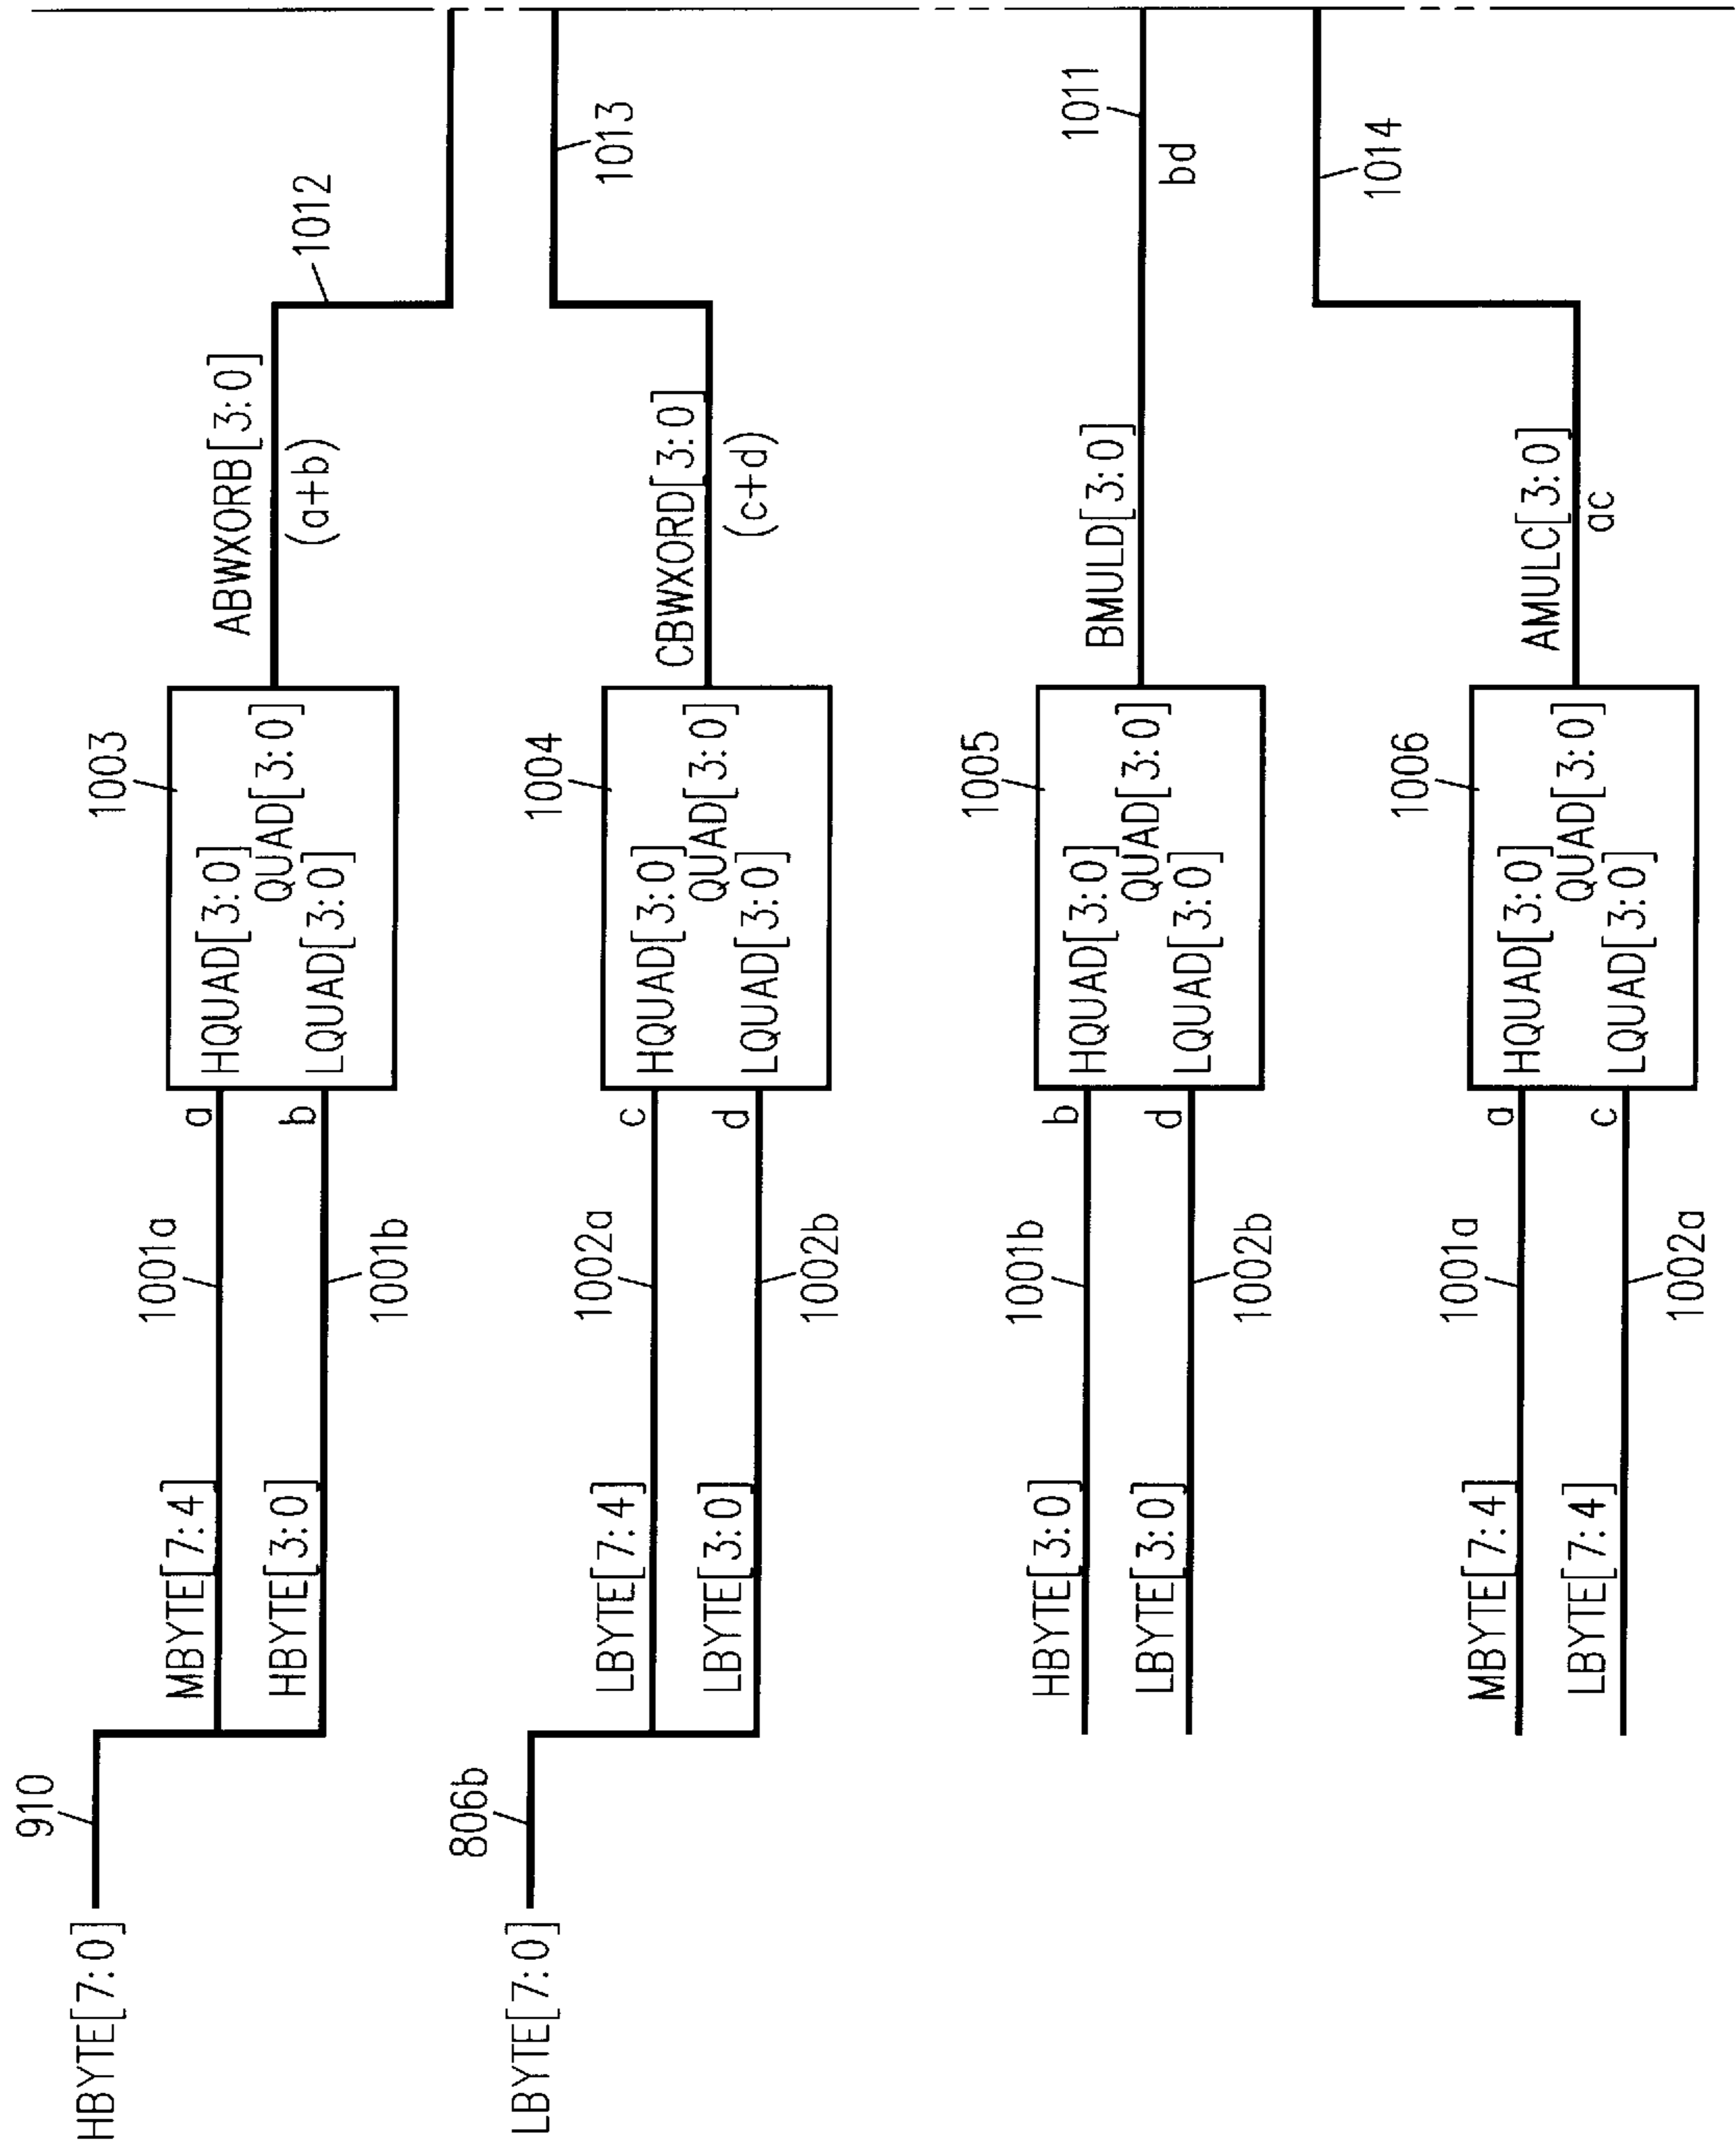 HBYTE[7:0]
910
MBYTE[7:4]
1001a
a
HBYTE[3:0]
1001b
b
1003
HQUAD[3:0]
QUAD[3:0]
LQUAD[3:0]
ABWXORB[3:0]
(a+b)
1012
LBYTE[7:0]
806b
LBYTE[7:4]
1002a
c
LBYTE[3:0]
1002b
d
1004
HQUAD[3:0]
QUAD[3:0]
LQUAD[3:0]
CBWXORD[3:0]
(c+d)
1013
HBYTE[3:0]
1001b
b
LBYTE[3:0]
1002b
d
1005
HQUAD[3:0]
QUAD[3:0]
LQUAD[3:0]
BMULD[3:0]
bd
1011
MBYTE[7:4]
1001a
a
LBYTE[7:4]
1002a
c
1006
HQUAD[3:0]
QUAD[3:0]
LQUAD[3:0]
AMULC[3:0]
ac
1014